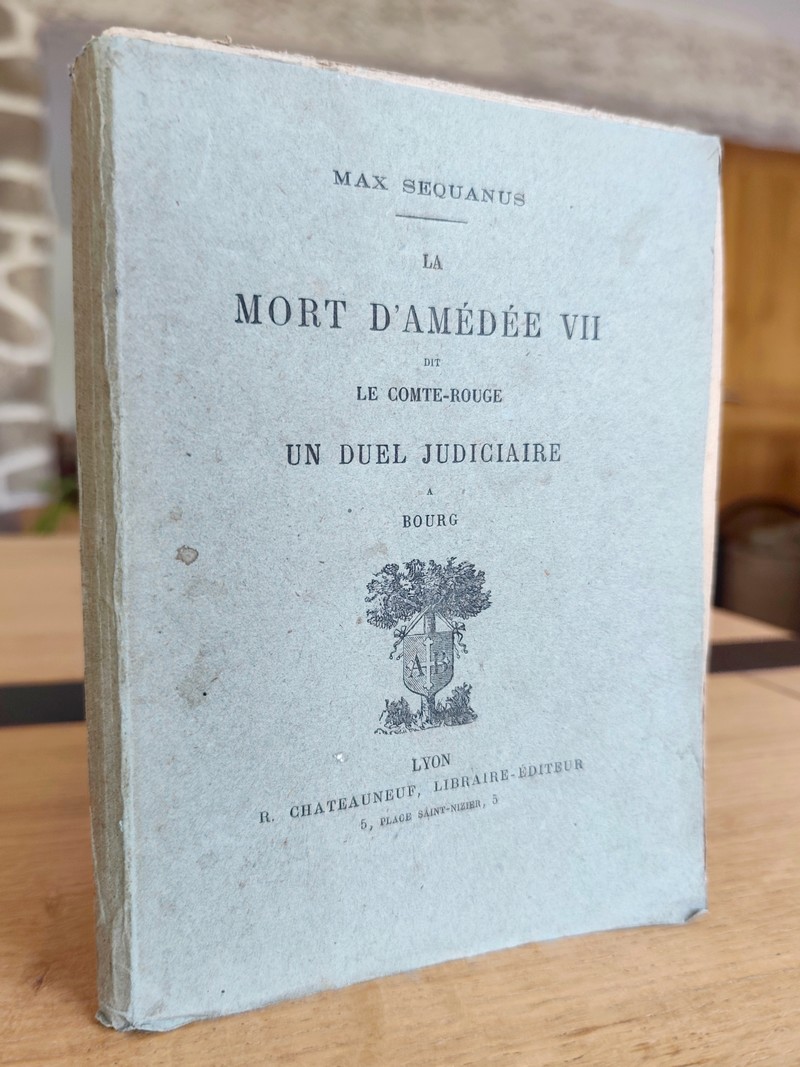 MAX SEQUANUS
LA
MORT D'AMÉDÉE VII
DIT
LE COMTE-ROUGE
UN DUEL JUDICIAIRE
A
BOURG
A B
LYON
R. CHATEAUNEUF, LIBRAIRE-ÉDITEUR
5, PLACE SAINT-NIZIER, 5